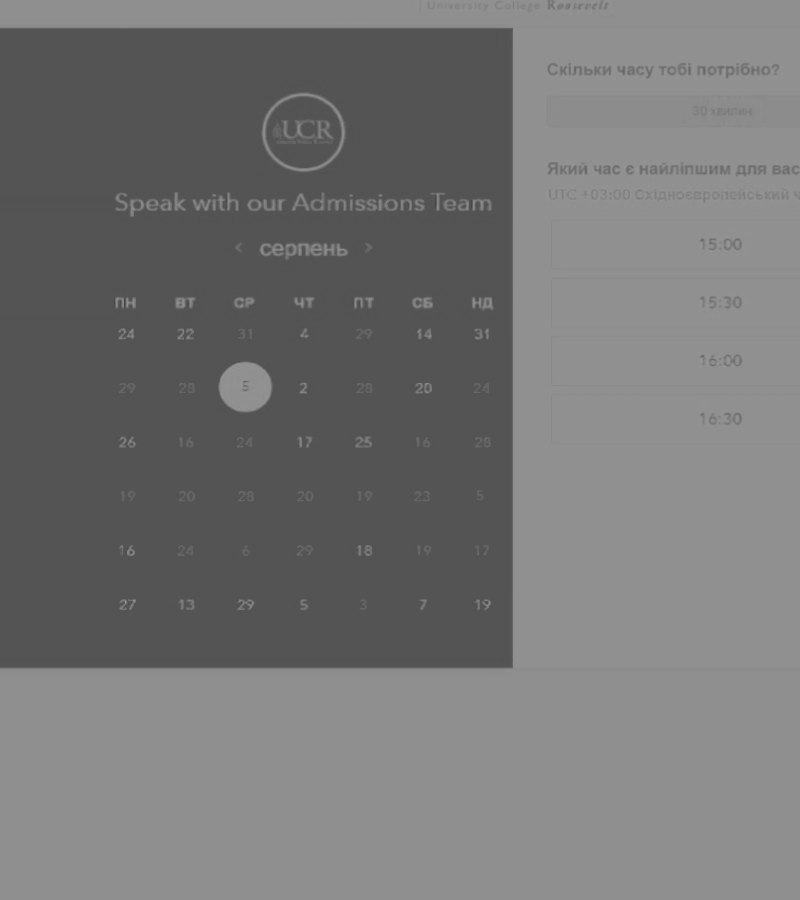 | University College Roosevelt
UCR
Speak with our Admissions Team
< серпень >
ПН ВТ СР ЧТ ПТ СБ НД
24 22 31 4 29 14 31
29 28 5 2 28 20 24
26 16 24 17 25 16 28
19 20 28 20 19 23 5
16 24 6 29 18 19 17
27 13 29 5 3 7 19
Скільки часу тобі потрібно?
30 хвилин
Який час є найліпшим для вас
UTC +03:00 Східноєвропейський ч
15:00
15:30
16:00
16:30